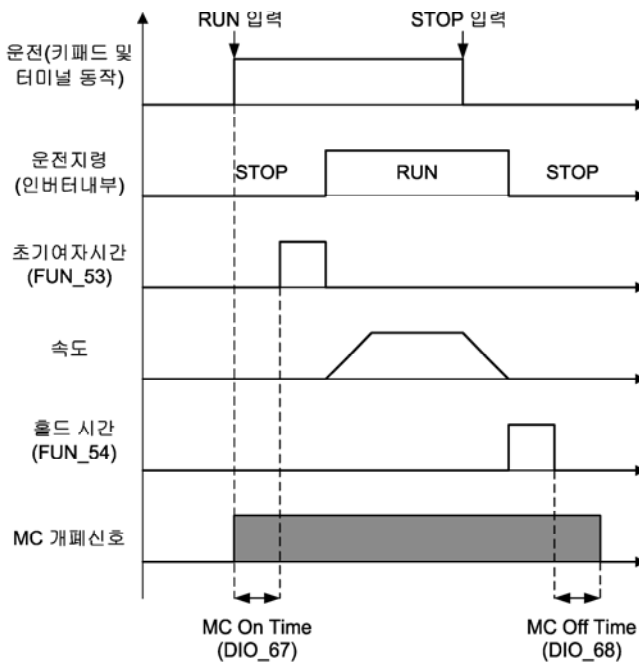 RUN 입력
STOP 입력
운전(키패드 및
터미널 동작)
운전지령
(인버터내부)
STOP
RUN
STOP
초기여자시간
(FUN_53)
속도
홀드 시간
(FUN_54)
MC 개폐신호
MC On Time
(DIO_67)
MC Off Time
(DIO_68)